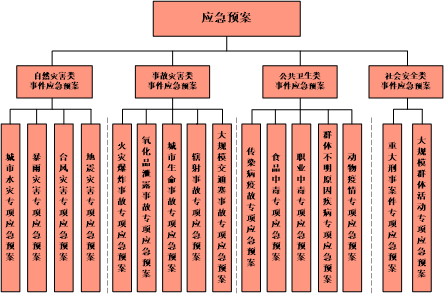 应急预案
自然灾害类
事件应急预案
事故灾害类
事件应急预案
公共卫生类
事件应急预案
社会安全类
事件应急预案
城市水灾专项应急预案
暴雨灾害专项应急预案
台风灾害专项应急预案
地震灾害专项应急预案
火灾爆炸事故专项应急预案
氧化品泄露事故专项应急预案
城市生命事故专项应急预案
辐射事故专项应急预案
大规模交通事故专项应急预案
传染病疫故专项应急预案
食品中毒专项应急预案
职业中毒专项应急预案
群体不明原因疾病专项应急预案
动物疫情专项应急预案
重大刑事案件专项应急预案
大规模群体活动专项应急预案